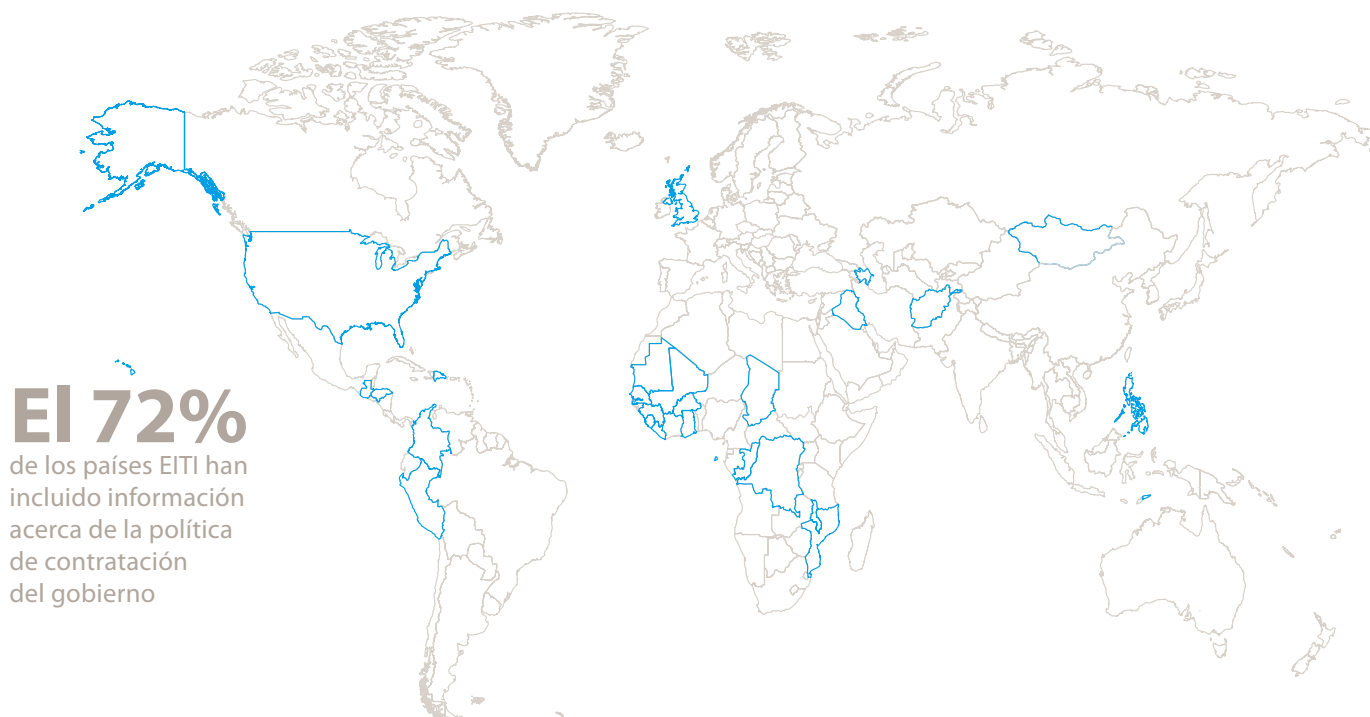 El 72%
de los países EITI han
incluido información
acerca de la política
de contratación
del gobierno